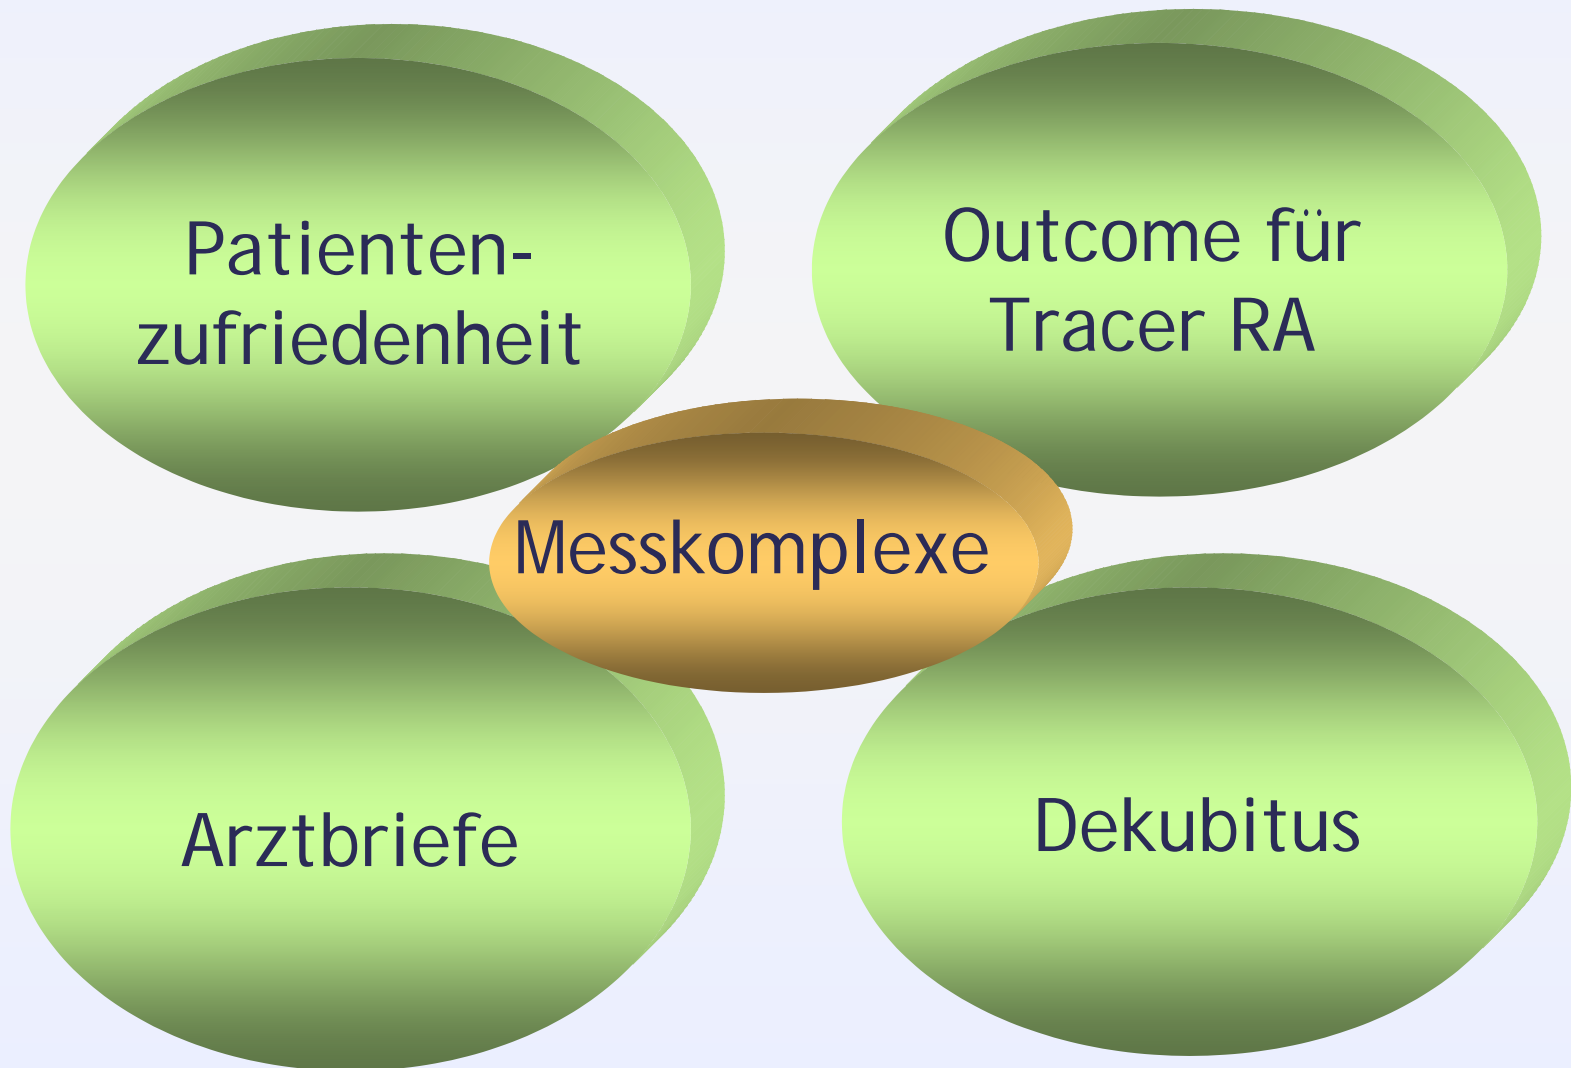 Patienten-
zufriedenheit
Outcome für
Tracer RA
Messkomplexe
Arztbriefe
Dekubitus